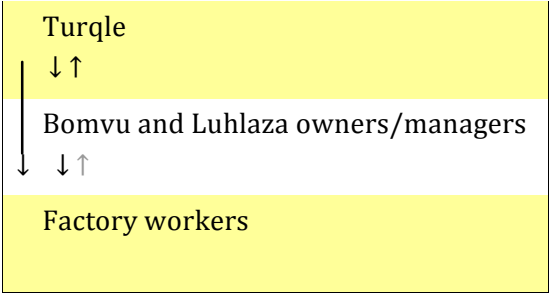 Turqle
↓↑
Bomvu and Luhlaza owners/managers
↓ ↓↑
Factory workers